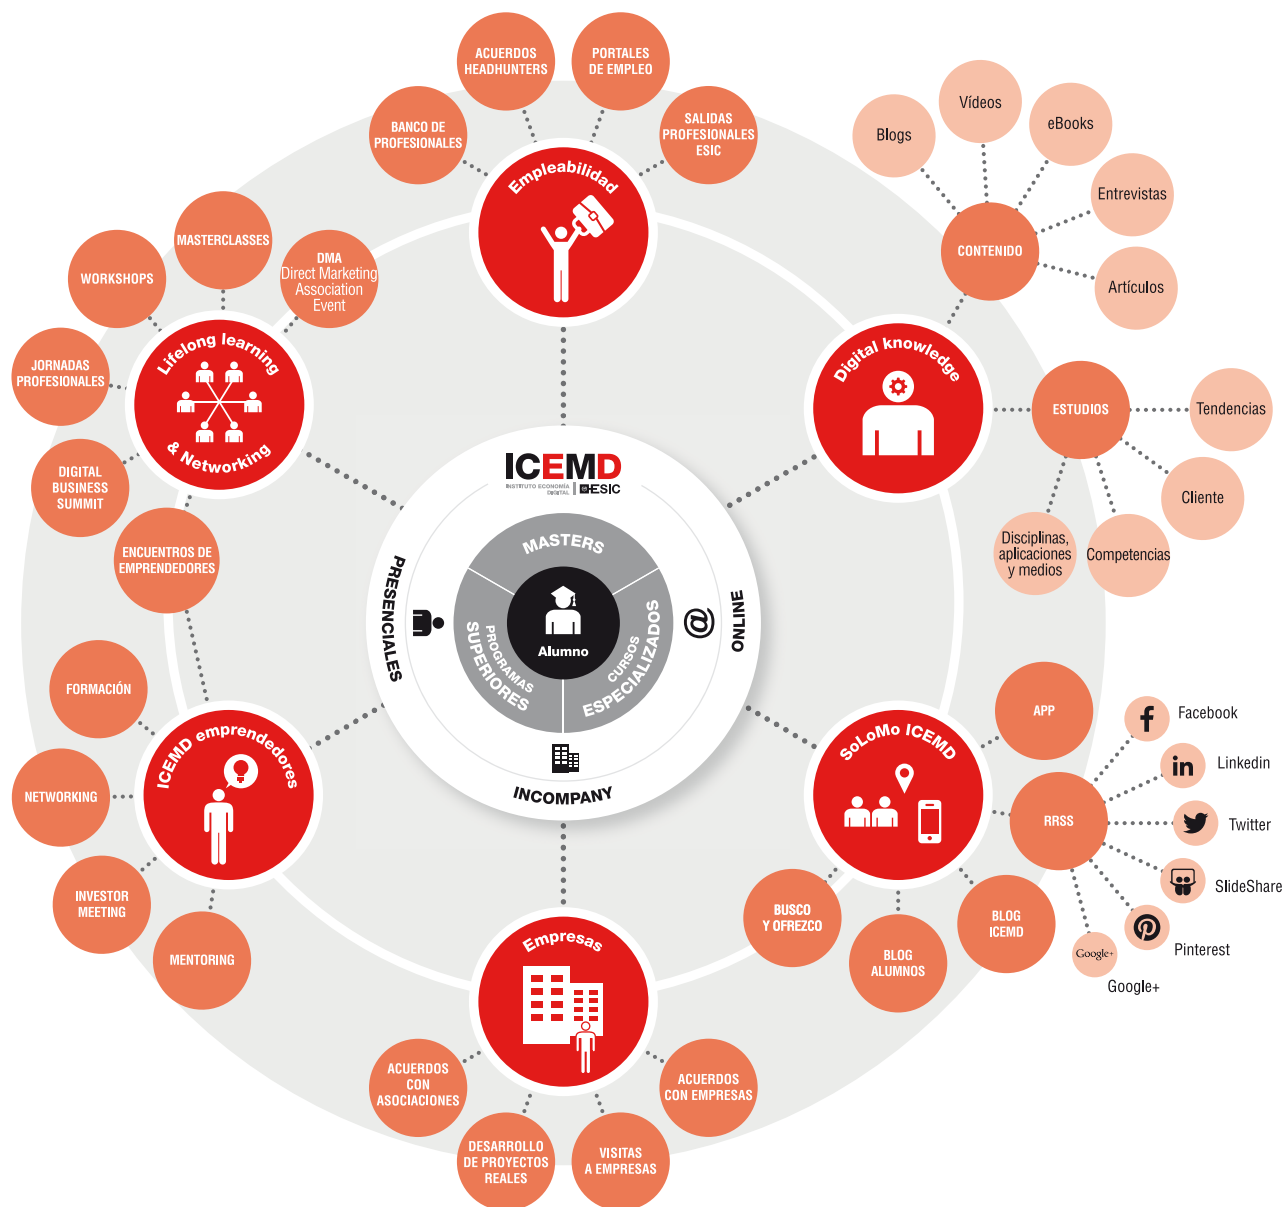 ACUERDOS
HEADHUNTERS
PORTALES
DE EMPLEO
BANCO DE
PROFESIONALES
SALIDAS
PROFESIONALES
ESIC
Empleabilidad
Blogs
Vídeos
eBooks
Entrevistas
Artículos
CONTENIDO
MASTERCLASSES
WORKSHOPS
DMA
Direct Marketing
Association
Event
JORNADAS
PROFESIONALES
Lifelong learning
& Networking
DIGITAL
BUSINESS
SUMMIT
ENCUENTROS DE
EMPRENDEDORES
Digital knowledge
ESTUDIOS
Tendencias
Cliente
Competencias
Disciplinas,
aplicaciones
y medios
ICEMD
INSTITUTO ECONOMÍA
DIGITAL
ESIC
MASTERS
PROGRAMAS
SUPERIORES
CURSOS
ESPECIALIZADOS
Alumno
PRESENCIALES
@
ONLINE
INCOMPANY
FORMACIÓN
NETWORKING
INVESTOR
MEETING
MENTORING
ICEMD emprendedores
SoLoMo ICEMD
APP
RRSS
Facebook
in
Linkedin
Twitter
SlideShare
Pinterest
Google+
Google+
BUSCO
Y OFREZCO
BLOG
ALUMNOS
BLOG
ICEMD
Empresas
ACUERDOS
CON
ASOCIACIONES
DESARROLLO
DE PROYECTOS
REALES
VISITAS
A EMPRESAS
ACUERDOS
CON EMPRESAS